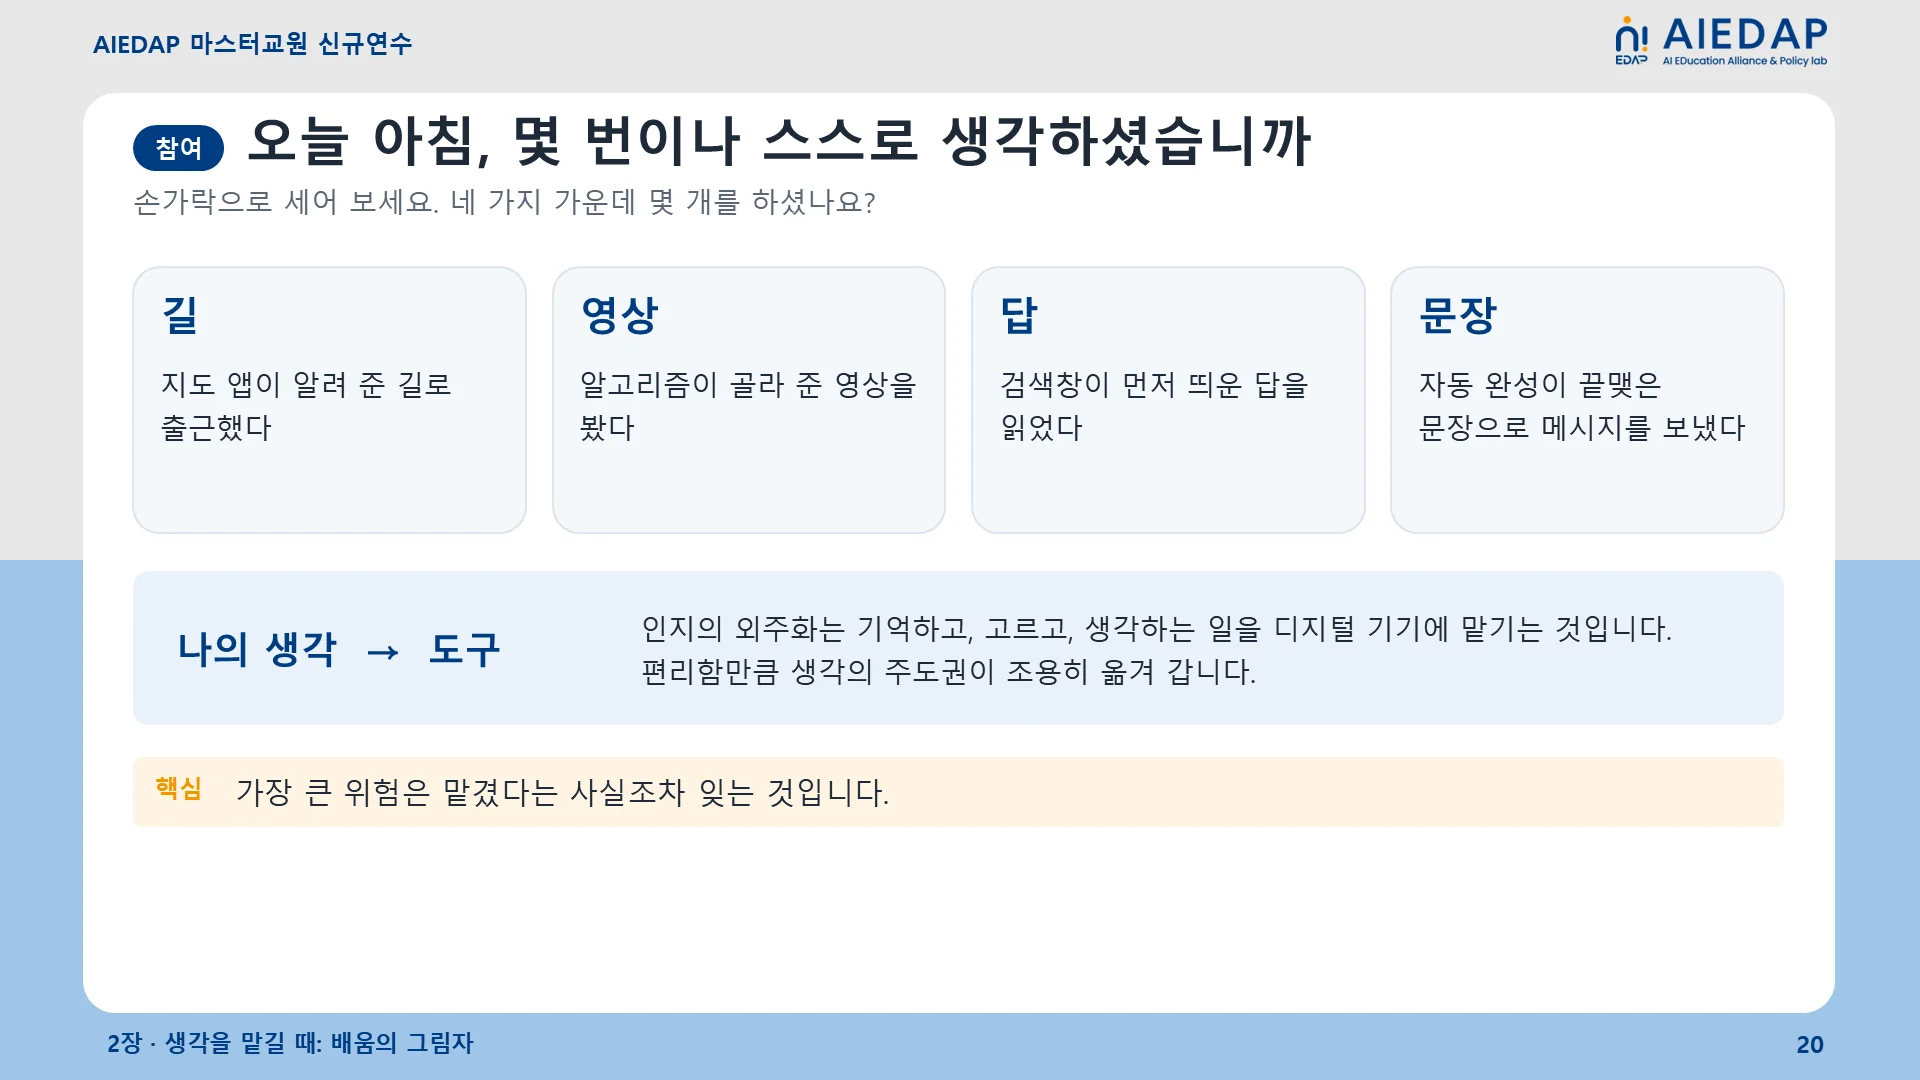 AIEDAP 마스터교원 신규연수
EDAP
AIEDAP
AI EDucation Alliance & Policy lab
참여
오늘 아침, 몇 번이나 스스로 생각하셨습니까
손가락으로 세어 보세요. 네 가지 가운데 몇 개를 하셨나요?
길
지도 앱이 알려 준 길로
출근했다
영상
알고리즘이 골라 준 영상을
봤다
답
검색창이 먼저 띄운 답을
읽었다
문장
자동 완성이 끝맺은
문장으로 메시지를 보냈다
나의 생각 → 도구
인지의 외주화는 기억하고, 고르고, 생각하는 일을 디지털 기기에 맡기는 것입니다.
편리함만큼 생각의 주도권이 조용히 옮겨 갑니다.
핵심
가장 큰 위험은 맡겼다는 사실조차 잊는 것입니다.
2장 · 생각을 맡길 때: 배움의 그림자
20